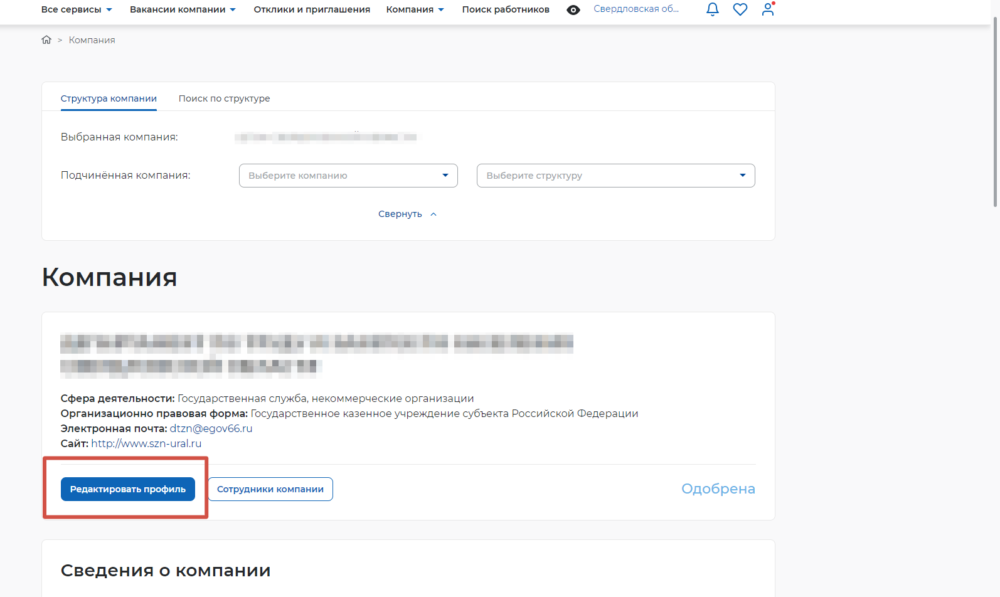 Все сервисы Вакансии компании Отклики и приглашения Компания Поиск работников Свердловская об...
> Компания
Структура компании Поиск по структуре
Выбранная компания:
Подчинённая компания: Выберите компанию Выберите структуру
Свернуть
Компания
Сфера деятельности: Государственная служба, некоммерческие организации
Организационно правовая форма: Государственное казенное учреждение субъекта Российской Федерации
Электронная почта: dtzn@egov66.ru
Сайт: http://www.szn-ural.ru
Редактировать профиль Сотрудники компании Одобрена
Сведения о компании